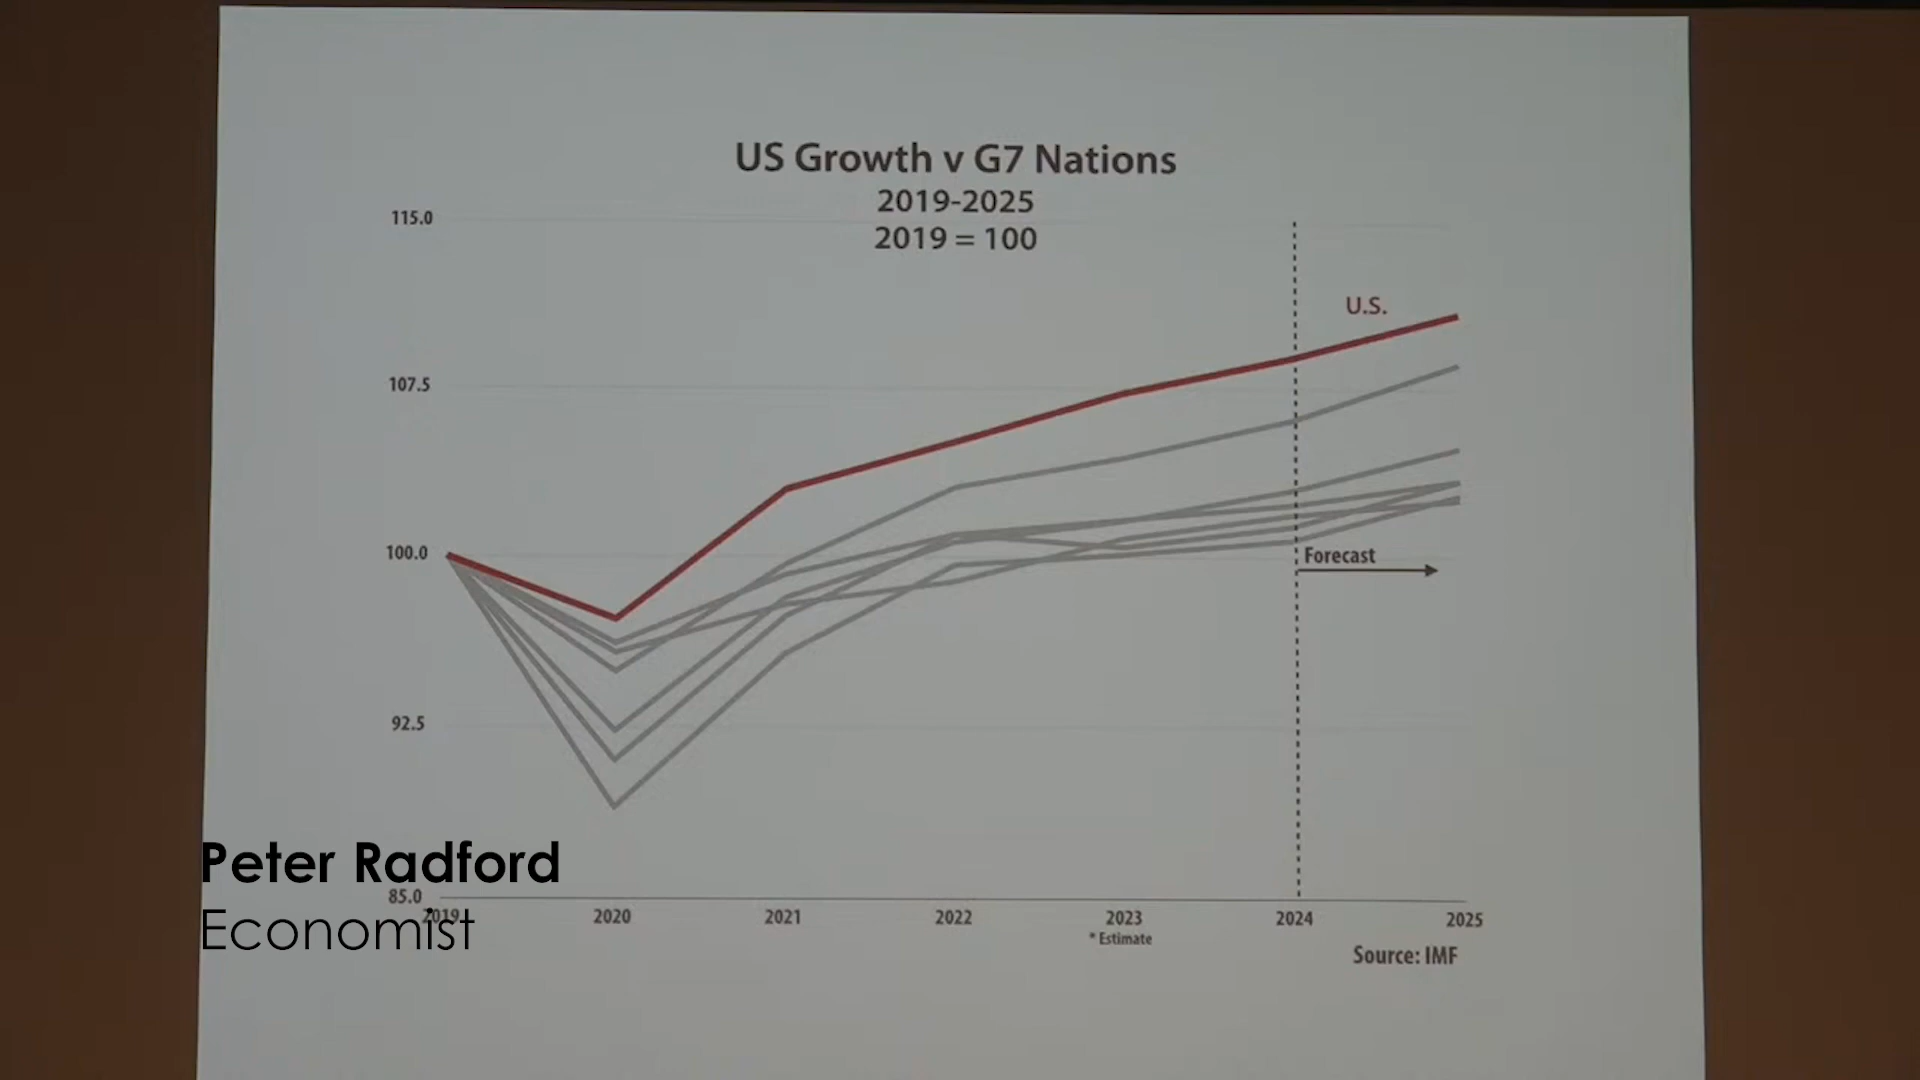 US Growth v G7 Nations
2019-2025
2019 = 100
115.0
U.S.
107.5
100.0
Forecast
92.5
Peter Radford
85.0
Economist
2019 2020 2021 2022 2023 2024 2025
* Estimate
Source: IMF